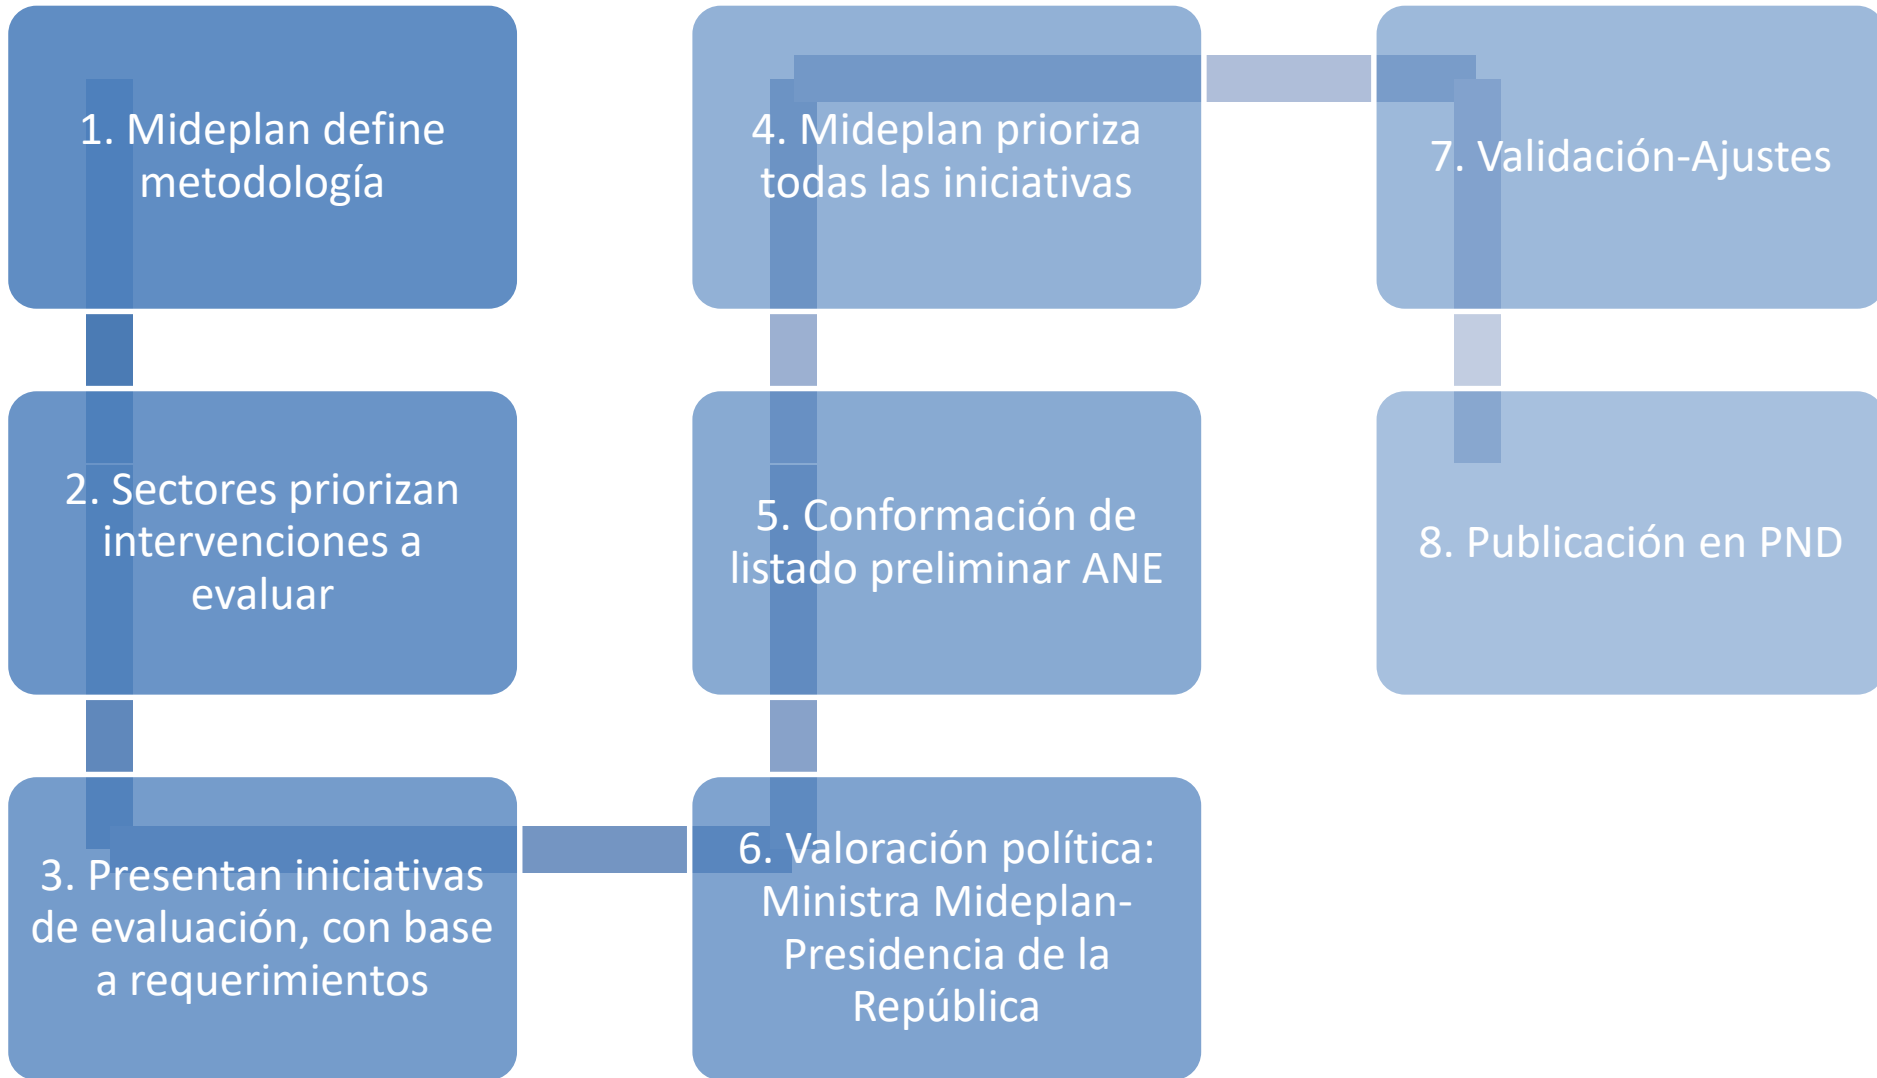 1. Mideplan define
metodología
2. Sectores priorizan
intervenciones a
evaluar
3. Presentan iniciativas
de evaluación, con base
a requerimientos
4. Mideplan prioriza
todas las iniciativas
5. Conformación de
listado preliminar ANE
6. Valoración política:
Ministra Mideplan-
Presidencia de la
República
7. Validación-Ajustes
8. Publicación en PND